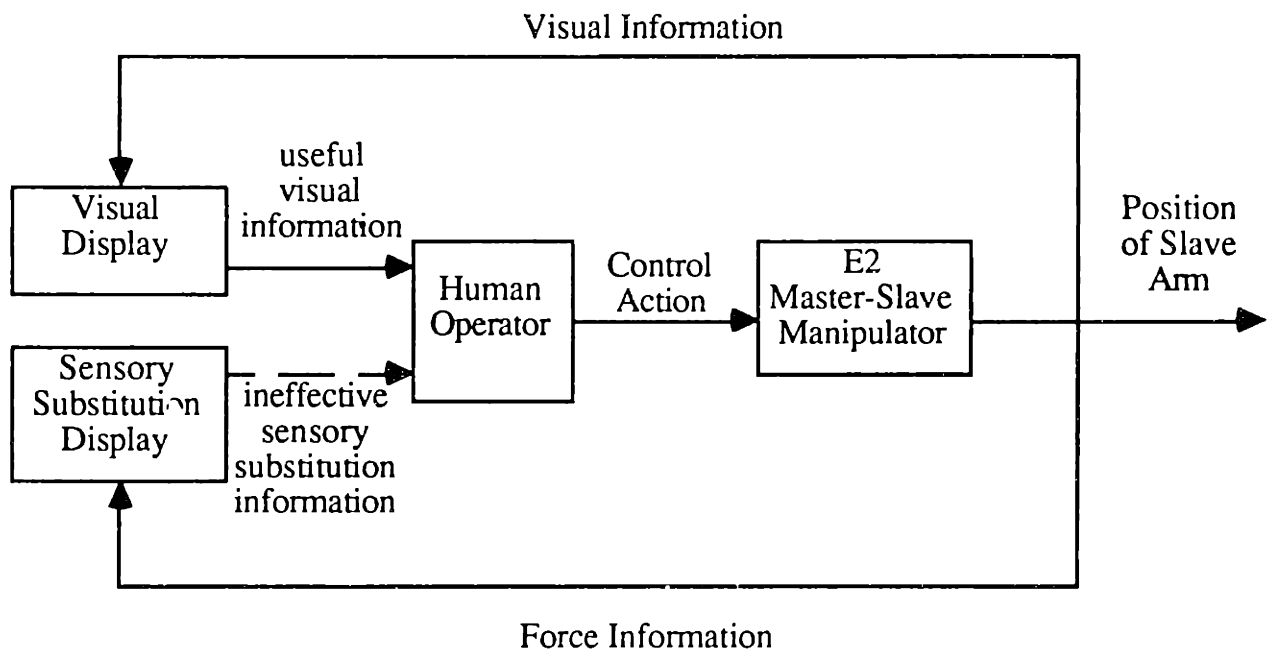 Visual Information
useful
visual
information
Visual
Display
Position
of Slave
Arm
Control
Action
E2
Master-Slave
Manipulator
Human
Operator
Sensory
Substitution
Display
ineffective
sensory
substitution
information
Force Information